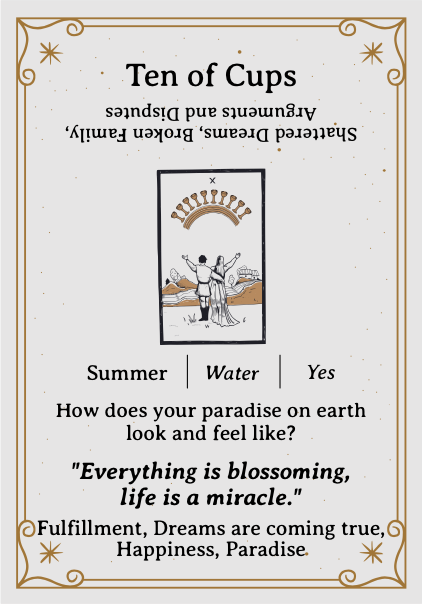 Ten of Cups
Shattered Dreams, Broken Family,
Arguments and Disputes
X
Summer | Water | Yes
How does your paradise on earth
look and feel like?
"Everything is blossoming,
life is a miracle."
Fulfillment, Dreams are coming true,
Happiness, Paradise